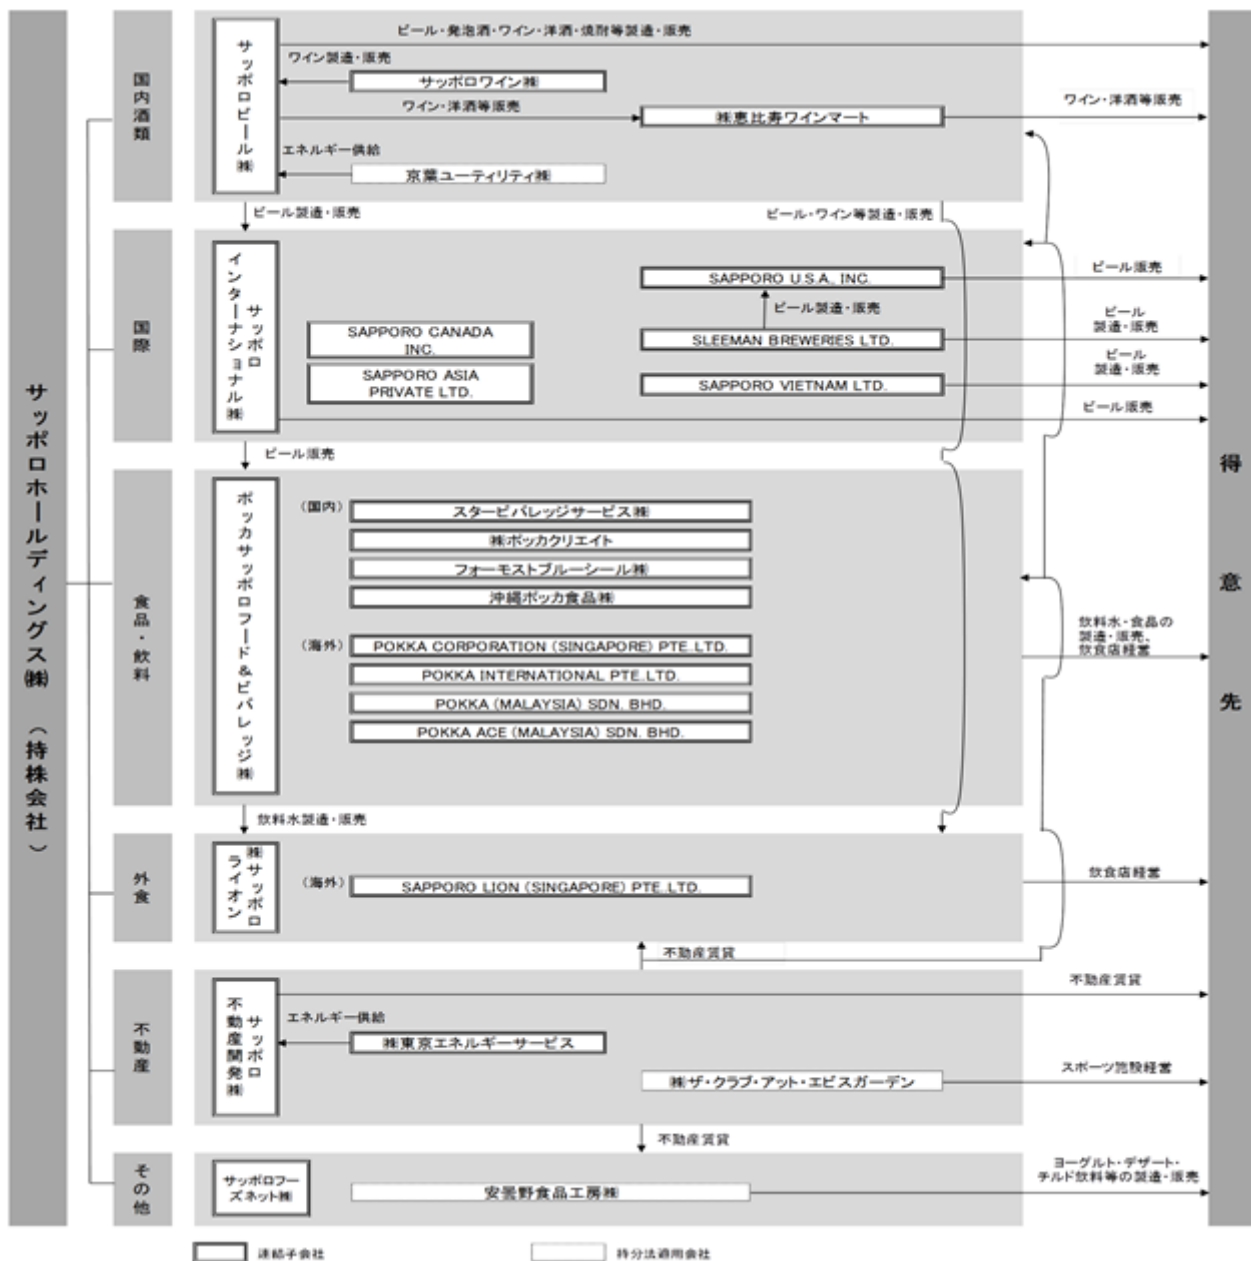 サッポロホールディングス㈱ (持株会社)
国内酒類
サッポロビール㈱
ビール・発泡酒・ワイン・洋酒・焼酎等製造・販売
ワイン製造・販売
サッポロワイン㈱
ワイン・洋酒等販売
㈱恵比寿ワインマート
ワイン・洋酒等販売
エネルギー供給
京葉ユーティリティ㈱
ビール製造・販売
ビール・ワイン等製造・販売
国際
サッポロ
インターナショナル㈱
SAPPORO U.S.A., INC.
ビール販売
ビール製造・販売
SAPPORO CANADA
INC.
SLEEMAN BREWERIES LTD.
ビール
製造・販売
SAPPORO ASIA
PRIVATE LTD.
SAPPORO VIETNAM LTD.
ビール
製造・販売
ビール販売
ビール販売
食品・飲料
ポッカサッポロフード&ビバレッジ㈱
(国内)
スタービバレッジサービス㈱
㈱ポッカクリエイト
フォーモストブルーシール㈱
沖縄ポッカ食品㈱
(海外)
POKKA CORPORATION (SINGAPORE) PTE.LTD.
POKKA INTERNATIONAL PTE.LTD.
POKKA (MALAYSIA) SDN. BHD.
POKKA ACE (MALAYSIA) SDN. BHD.
飲料水・食品の
製造・販売、
飲食店経営
飲料水製造・販売
外食
㈱サッポロ
ライオン
(海外)
SAPPORO LION (SINGAPORE) PTE.LTD.
飲食店経営
不動産賃貸
不動産
サッポロ
不動産開発㈱
不動産賃貸
エネルギー供給
㈱東京エネルギーサービス
㈱ザ・クラブ・アット・エビスガーデン
スポーツ施設経営
不動産賃貸
その他
サッポロフー
ズネット㈱
安曇野食品工房㈱
ヨーグルト・デザート・
チルド飲料等の製造・販売
得意先
連結子会社
持分法適用会社